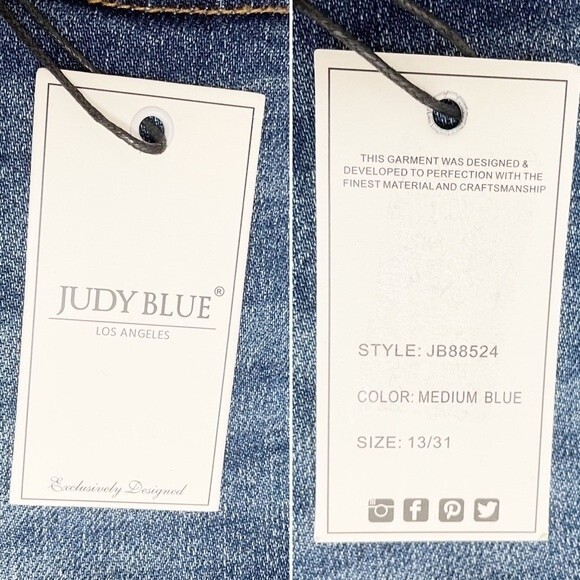 JUDY BLUE®
LOS ANGELES
Exclusively Designed
THIS GARMENT WAS DESIGNED &
DEVELOPED TO PERFECTION WITH THE
FINEST MATERIAL AND CRAFTSMANSHIP
STYLE: JB88524
COLOR: MEDIUM BLUE
SIZE: 13/31